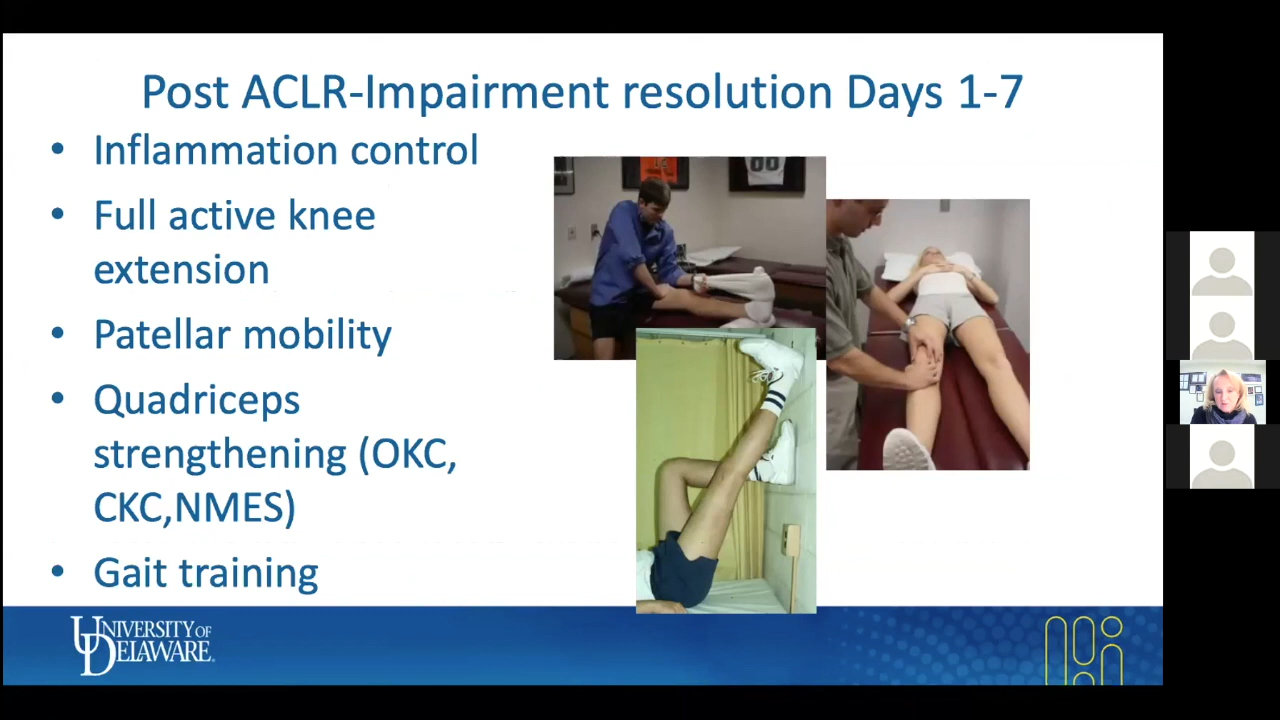 Post ACLR-Impairment resolution Days 1-7
• Inflammation control
• Full active knee
extension
• Patellar mobility
• Quadriceps
strengthening (OKC,
CKC,NMES)
• Gait training
UNIVERSITY OF
DELAWARE